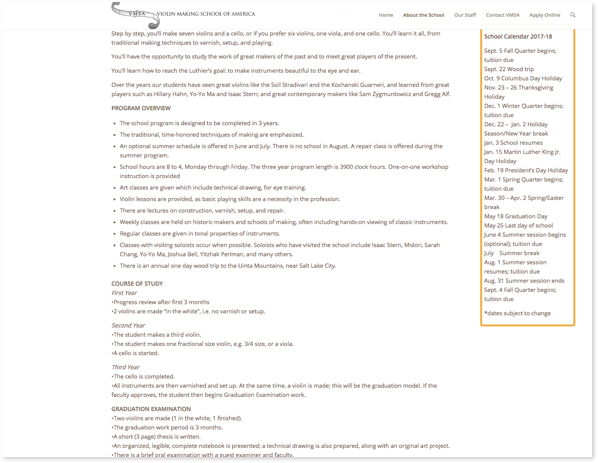 VMSA VIOLIN MAKING SCHOOL OF AMERICA
Home About the School Our Staff Contact VMSA Apply Online
Step by step, you'll make seven violins and a cello, or if you prefer six violins, one viola, and one cello. You'll learn it all, from
traditional making techniques to varnish, setup, and playing.
You'll have the opportunity to study the work of great makers of the past and to meet great players of the present.
You'll learn how to reach the Luthier's goal: to make instruments beautiful to the eye and ear.
Over the years our students have seen great violins like the Soil Stradivari and the Kochanski Guarneri, and learned from great
players such as Hillary Hahn, Yo-Yo Ma and Isaac Stern; and great contemporary makers like Sam Zygmuntowicz and Gregg Alf.
PROGRAM OVERVIEW
• The school program is designed to be completed in 3 years.
• The traditional, time-honored techniques of making are emphasized.
• An optional summer schedule is offered in June and July. There is no school in August. A repair class is offered during the
summer program.
• School hours are 8 to 4, Monday through Friday. The three year program length is 3900 clock hours. One-on-one workshop
instruction is provided
• Art classes are given which include technical drawing, for eye training.
• Violin lessons are provided, as basic playing skills are a necessity in the profession.
• There are lectures on construction, varnish, setup, and repair.
• Weekly classes are held on historic makers and schools of making, often including hands-on viewing of classic instruments.
• Regular classes are given in tonal properties of instruments.
• Classes with visiting soloists occur when possible. Soloists who have visited the school include Isaac Stern, Midori, Sarah
Chang, Yo-Yo Ma, Joshua Bell, Yitzhak Perlman, and many others.
• There is an annual one day wood trip to the Uinta Mountains, near Salt Lake City.
COURSE OF STUDY
First Year
•Progress review after first 3 months
•2 violins are made "in the white", i.e. no varnish or setup.
Second Year
•The student makes a third violin.
•The student makes one fractional size violin, e.g. 3/4 size, or a viola.
•A cello is started.
Third Year
•The cello is completed.
•All instruments are then varnished and set up. At the same time, a violin is made; this will be the graduation model. If the
faculty approves, the student then begins Graduation Examination work.
GRADUATION EXAMINATION
•Two violins are made (1 in the white, 1 finished).
•The graduation work period is 3 months.
•A short (3 page) thesis is written.
•An organized, legible, complete notebook is presented; a technical drawing is also prepared, along with an original art project.
•There is a brief oral examination with a guest examiner and faculty.
School Calendar 2017-18
Sept. 5 Fall Quarter begins;
tuition due
Sept. 22 Wood trip
Oct. 9 Columbus Day Holiday
Nov. 23 – 26 Thanksgiving
Holiday
Dec. 1 Winter Quarter begins;
tuition due
Dec. 22 – Jan. 2 Holiday
Season/New Year break
Jan. 3 School resumes
Jan. 15 Martin Luther King Jr.
Day Holiday
Feb. 19 President's Day Holiday
Mar. 1 Spring Quarter begins;
tuition due
Mar. 30 – Apr. 2 Spring/Easter
break
May 18 Graduation Day
May 25 Last day of school
June 4 Summer session begins
(optional); tuition due
July Summer break
Aug. 1 Summer session
resumes; tuition due
Aug. 31 Summer session ends
Sept. 4 Fall Quarter begins;
tuition due
*dates subject to change